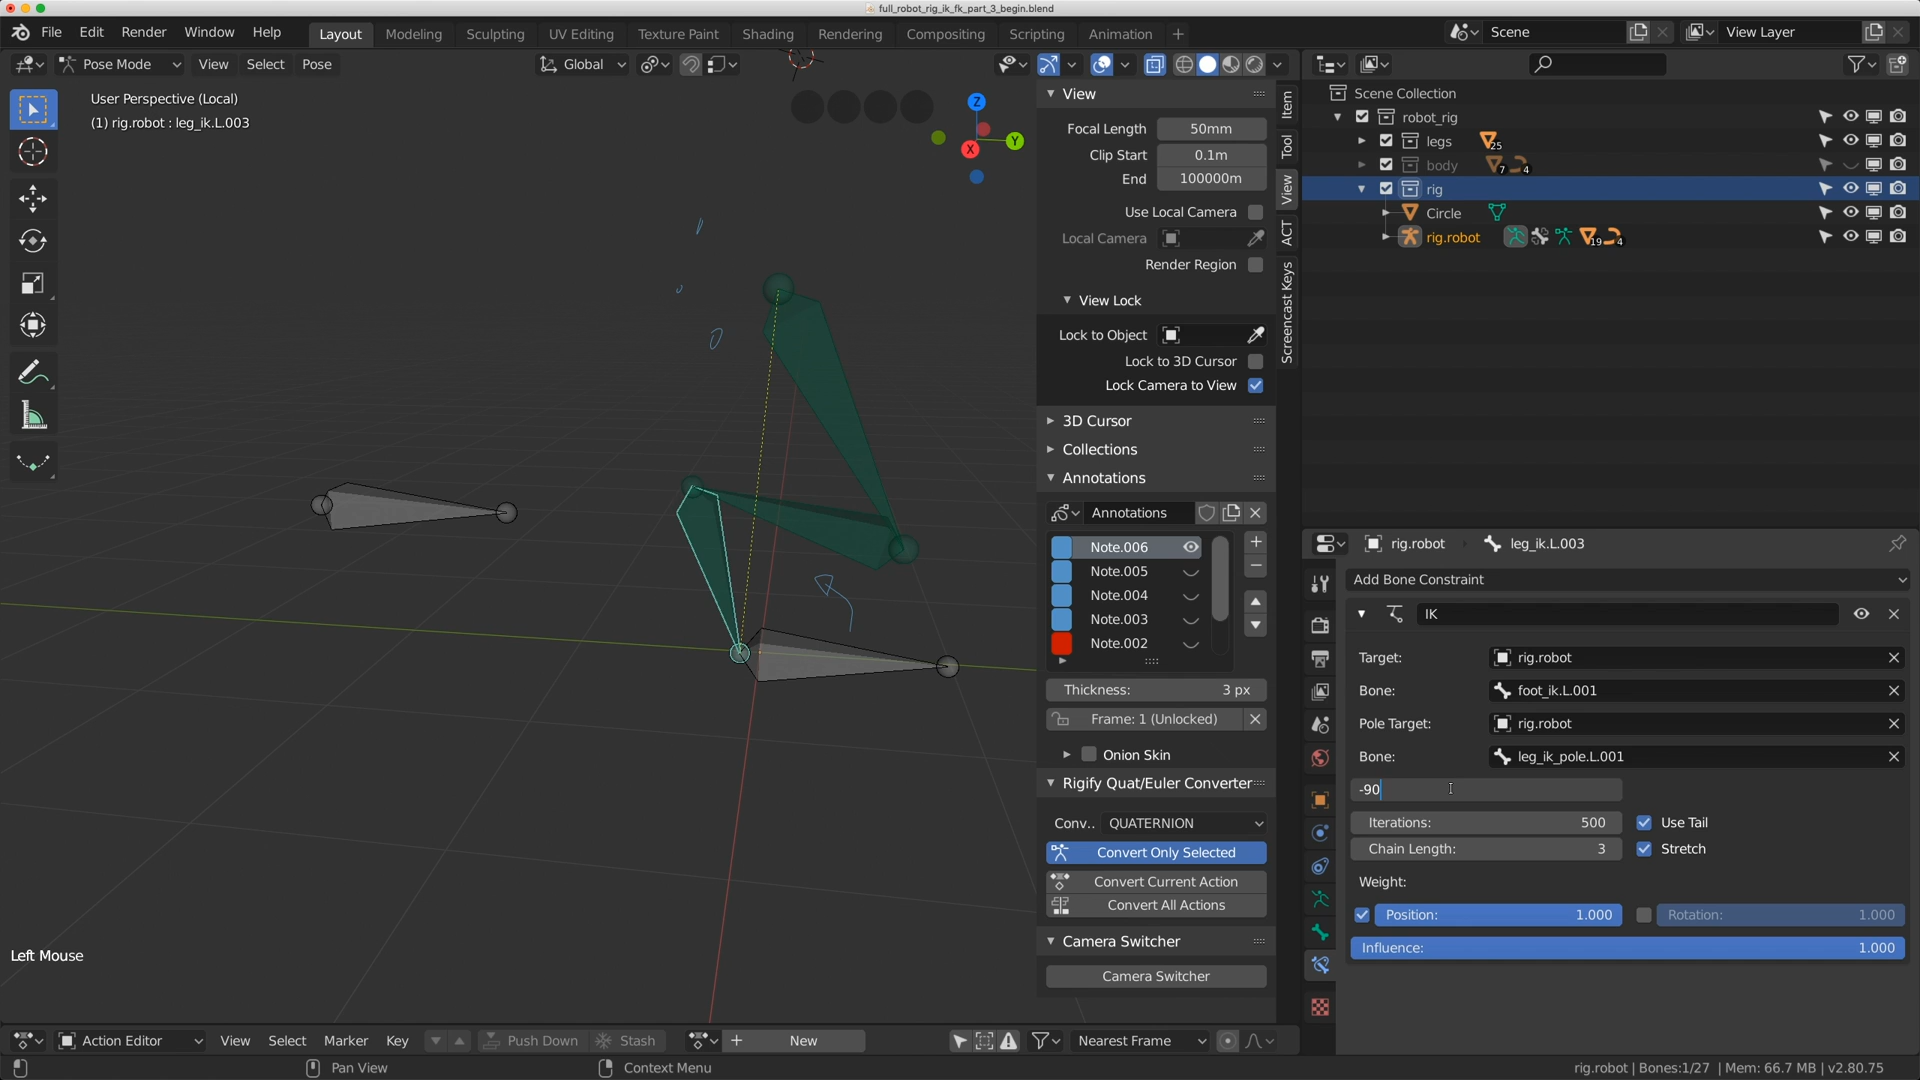 full_robot_rig_ik_fk_part_3_begin.blend
File Edit Render Window Help Layout Modeling Sculpting UV Editing Texture Paint Shading Rendering Compositing Scripting Animation + Scene View Layer
Pose Mode View Select Pose Global
User Perspective (Local)
(1) rig.robot : leg_ik.L.003
Z
Y
X
View
Focal Length 50mm
Clip Start 0.1m
End 100000m
Use Local Camera
Local Camera
Render Region
View Lock
Lock to Object
Lock to 3D Cursor
Lock Camera to View
3D Cursor
Collections
Annotations
Annotations
Note.006
Note.005
Note.004
Note.003
Note.002
Thickness: 3 px
Frame: 1 (Unlocked)
Onion Skin
Rigify Quat/Euler Converter
Conv.. QUATERNION
Convert Only Selected
Convert Current Action
Convert All Actions
Camera Switcher
Camera Switcher
Item
Tool
View
ACT
Screencast Keys
Scene Collection
robot_rig
legs 25
body 7 4
rig
Circle
rig.robot 19 4
rig.robot leg_ik.L.003
Add Bone Constraint
IK
Target: rig.robot
Bone: foot_ik.L.001
Pole Target: rig.robot
Bone: leg_ik_pole.L.001
-90
Iterations: 500 Use Tail
Chain Length: 3 Stretch
Weight:
Position: 1.000 Rotation: 1.000
Influence: 1.000
Left Mouse
Action Editor View Select Marker Key Push Down Stash + New Nearest Frame
Pan View Context Menu rig.robot | Bones:1/27 | Mem: 66.7 MB | v2.80.75